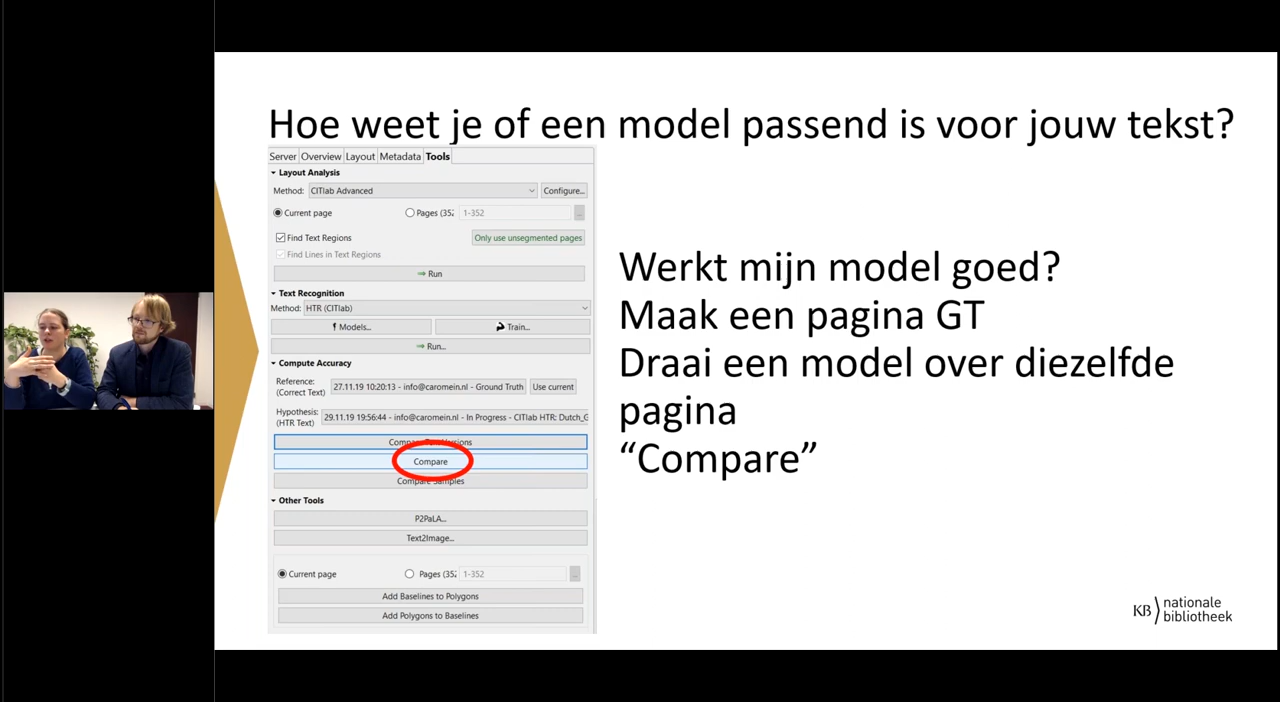 Hoe weet je of een model passend is voor jouw tekst?
Server Overview Layout Metadata Tools
Layout Analysis
Method: CITlab Advanced Configure...
Current page Pages (352 1-352 ...
Find Text Regions Only use unsegmented pages
Find Lines in Text Regions
Run
Text Recognition
Method: HTR (CITlab)
Models... Train...
Run...
Compute Accuracy
Reference:
(Correct Text) 27.11.19 10:20:13 - info@caromein.nl - Ground Truth Use current
Hypothesis:
(HTR Text) 29.11.19 19:56:44 - info@caromein.nl - In Progress - CITlab HTR: Dutch_G
Compare Versions
Compare
Compare Samples
Other Tools
P2PaLA...
Text2Image...
Current page Pages (352 1-352 ...
Add Baselines to Polygons
Add Polygons to Baselines
Werkt mijn model goed?
Maak een pagina GT
Draai een model over diezelfde
pagina
“Compare”
KB nationale
bibliotheek